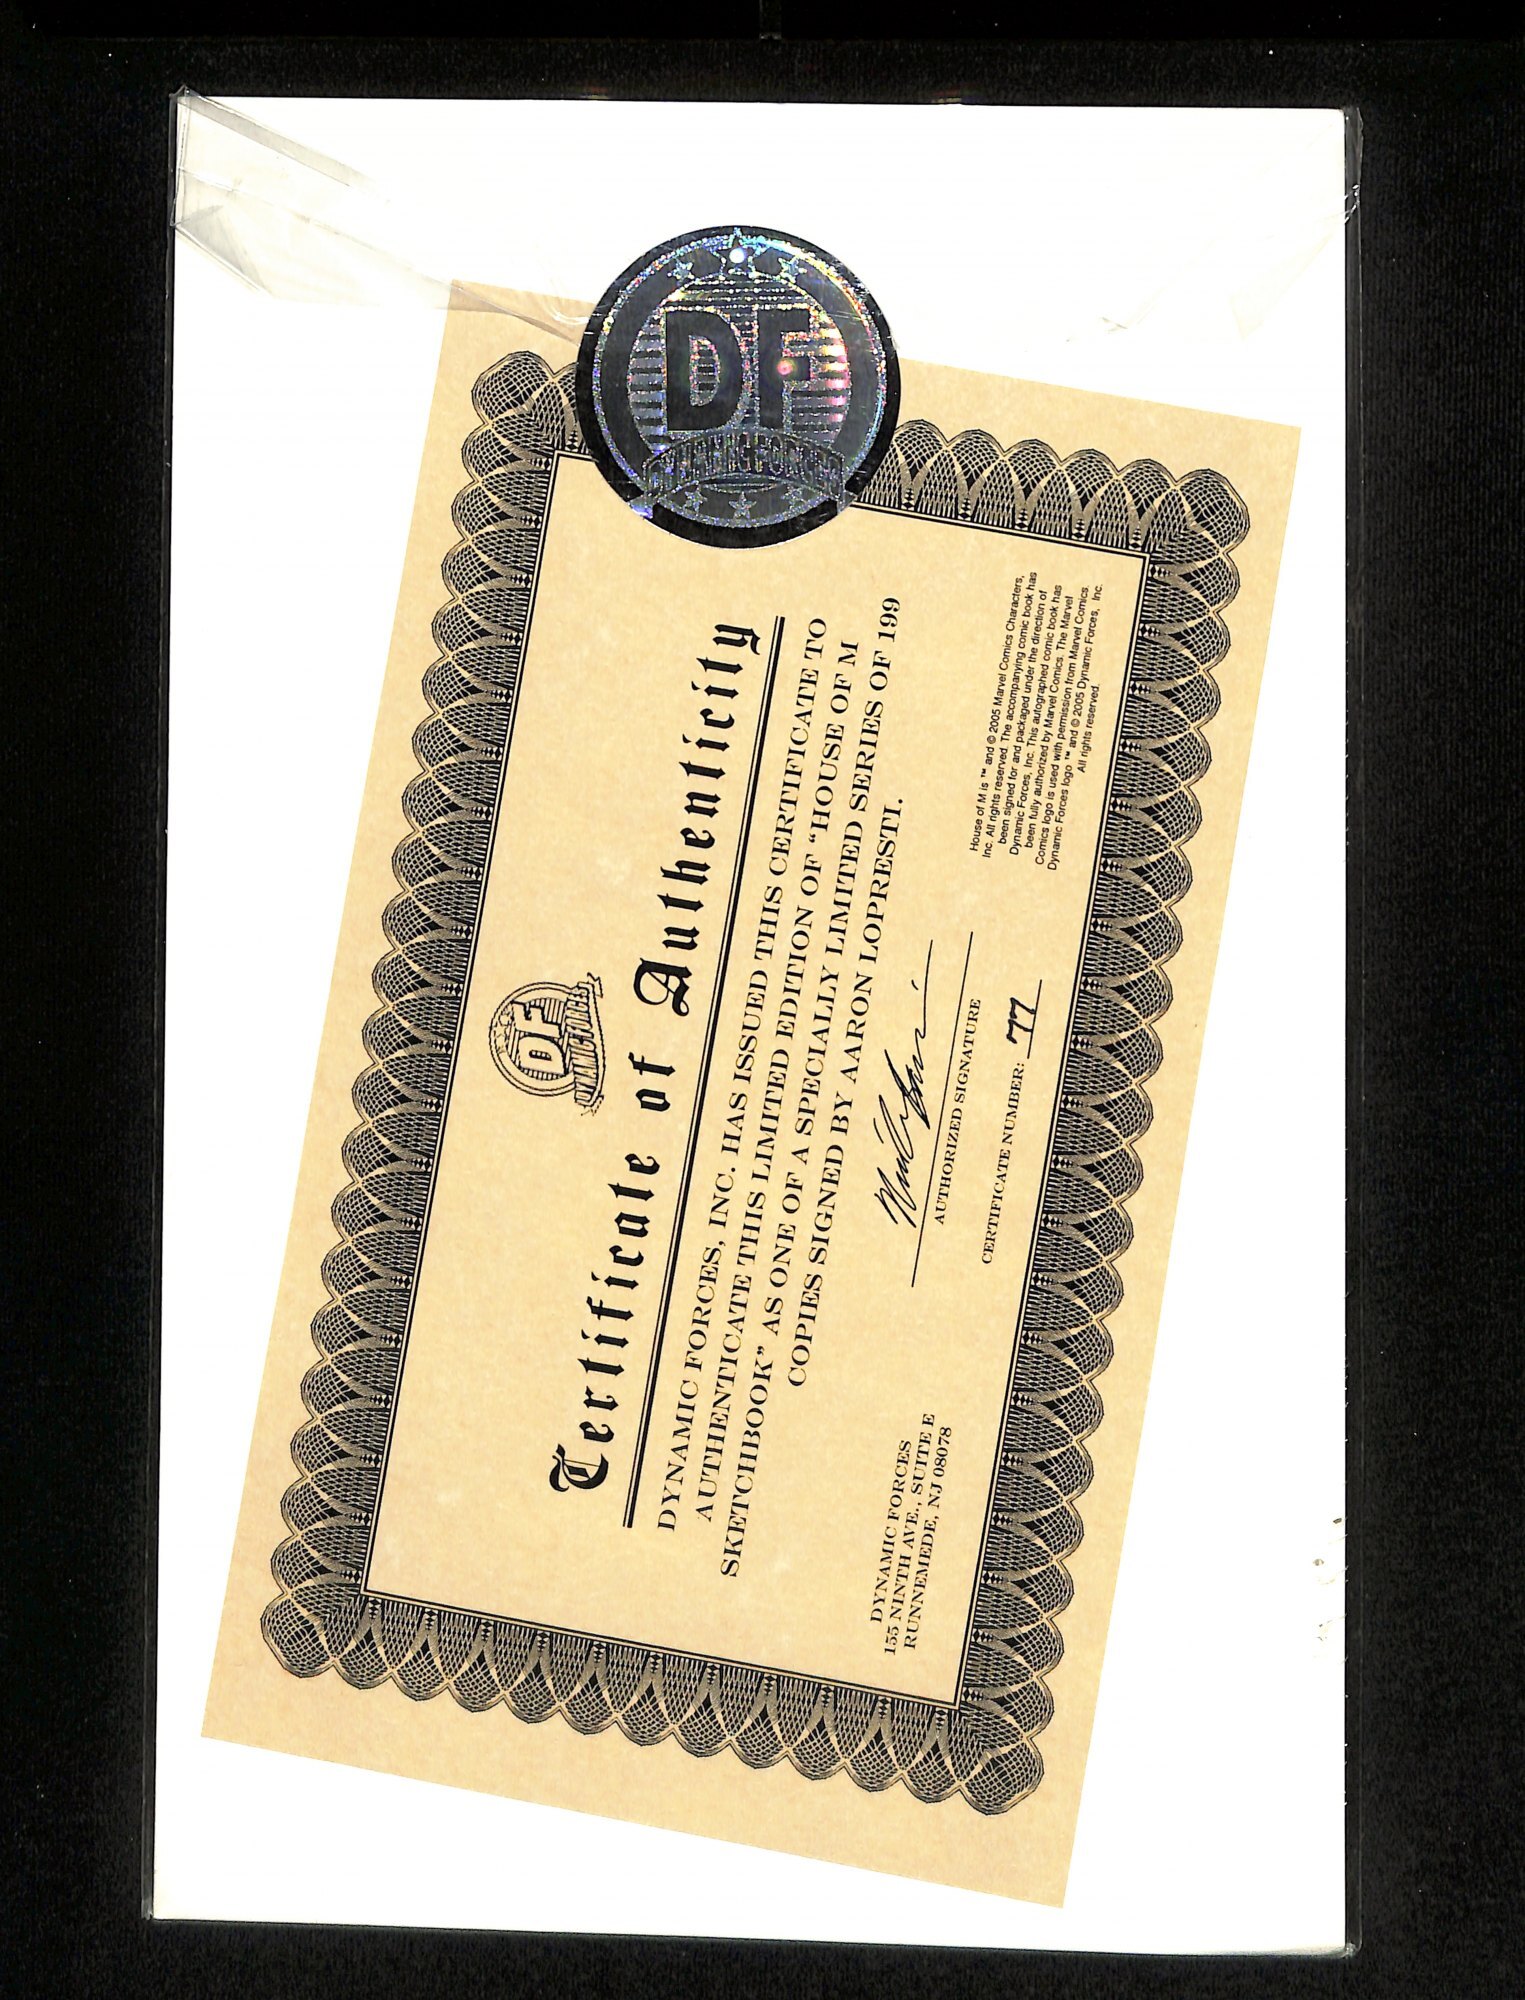 DF
DYNAMIC FORCES
DF
DYNAMIC FORCES
Certificate of Authenticity
DYNAMIC FORCES, INC. HAS ISSUED THIS CERTIFICATE TO
AUTHENTICATE THIS LIMITED EDITION OF "HOUSE OF M
SKETCHBOOK" AS ONE OF A SPECIALLY LIMITED SERIES OF 199
COPIES SIGNED BY AARON LOPRESTI.
DYNAMIC FORCES
155 NINTH AVE., SUITE E
RUNNEMEDE, NJ 08078
AUTHORIZED SIGNATURE
CERTIFICATE NUMBER: 77
House of M is ™ and © 2005 Marvel Comics Characters,
Inc. All rights reserved. The accompanying comic book has
been signed for and packaged under the direction of
Dynamic Forces, Inc. This autographed comic book has
been fully authorized by Marvel Comics. The Marvel
Comics logo is used with permission from Marvel Comics.
Dynamic Forces logo ™ and © 2005 Dynamic Forces, Inc.
All rights reserved.